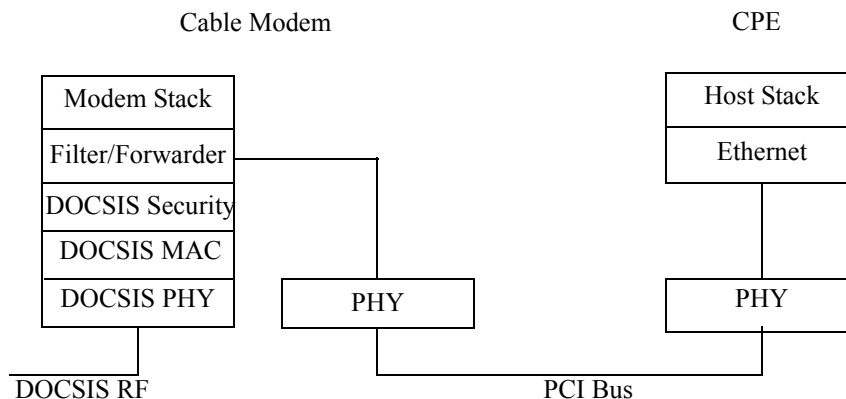 Cable Modem
CPE
Modem Stack
Filter/Forwarder
DOCSIS Security
DOCSIS MAC
DOCSIS PHY
PHY
Host Stack
Ethernet
PHY
DOCSIS RF
PCI Bus